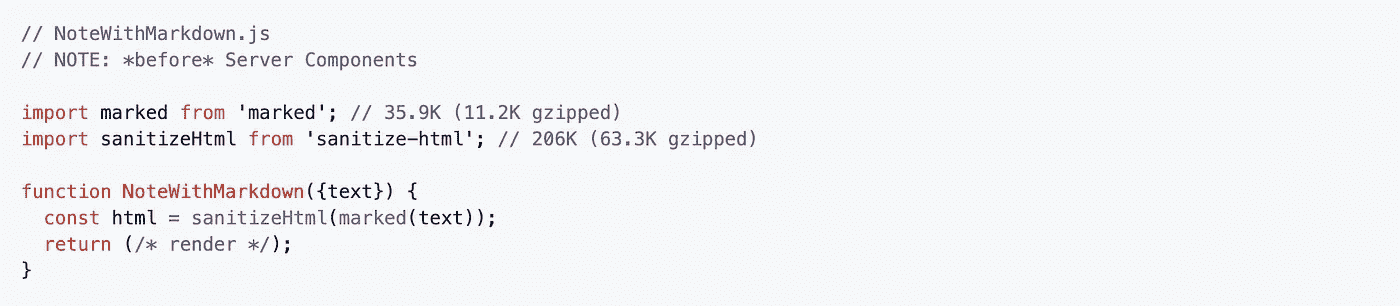 // NoteWithMarkdown.js
// NOTE: *before* Server Components
import marked from 'marked'; // 35.9K (11.2K gzipped)
import sanitizeHtml from 'sanitize-html'; // 206K (63.3K gzipped)
function NoteWithMarkdown({text}) {
const html = sanitizeHtml(marked(text));
return (/* render */);
}